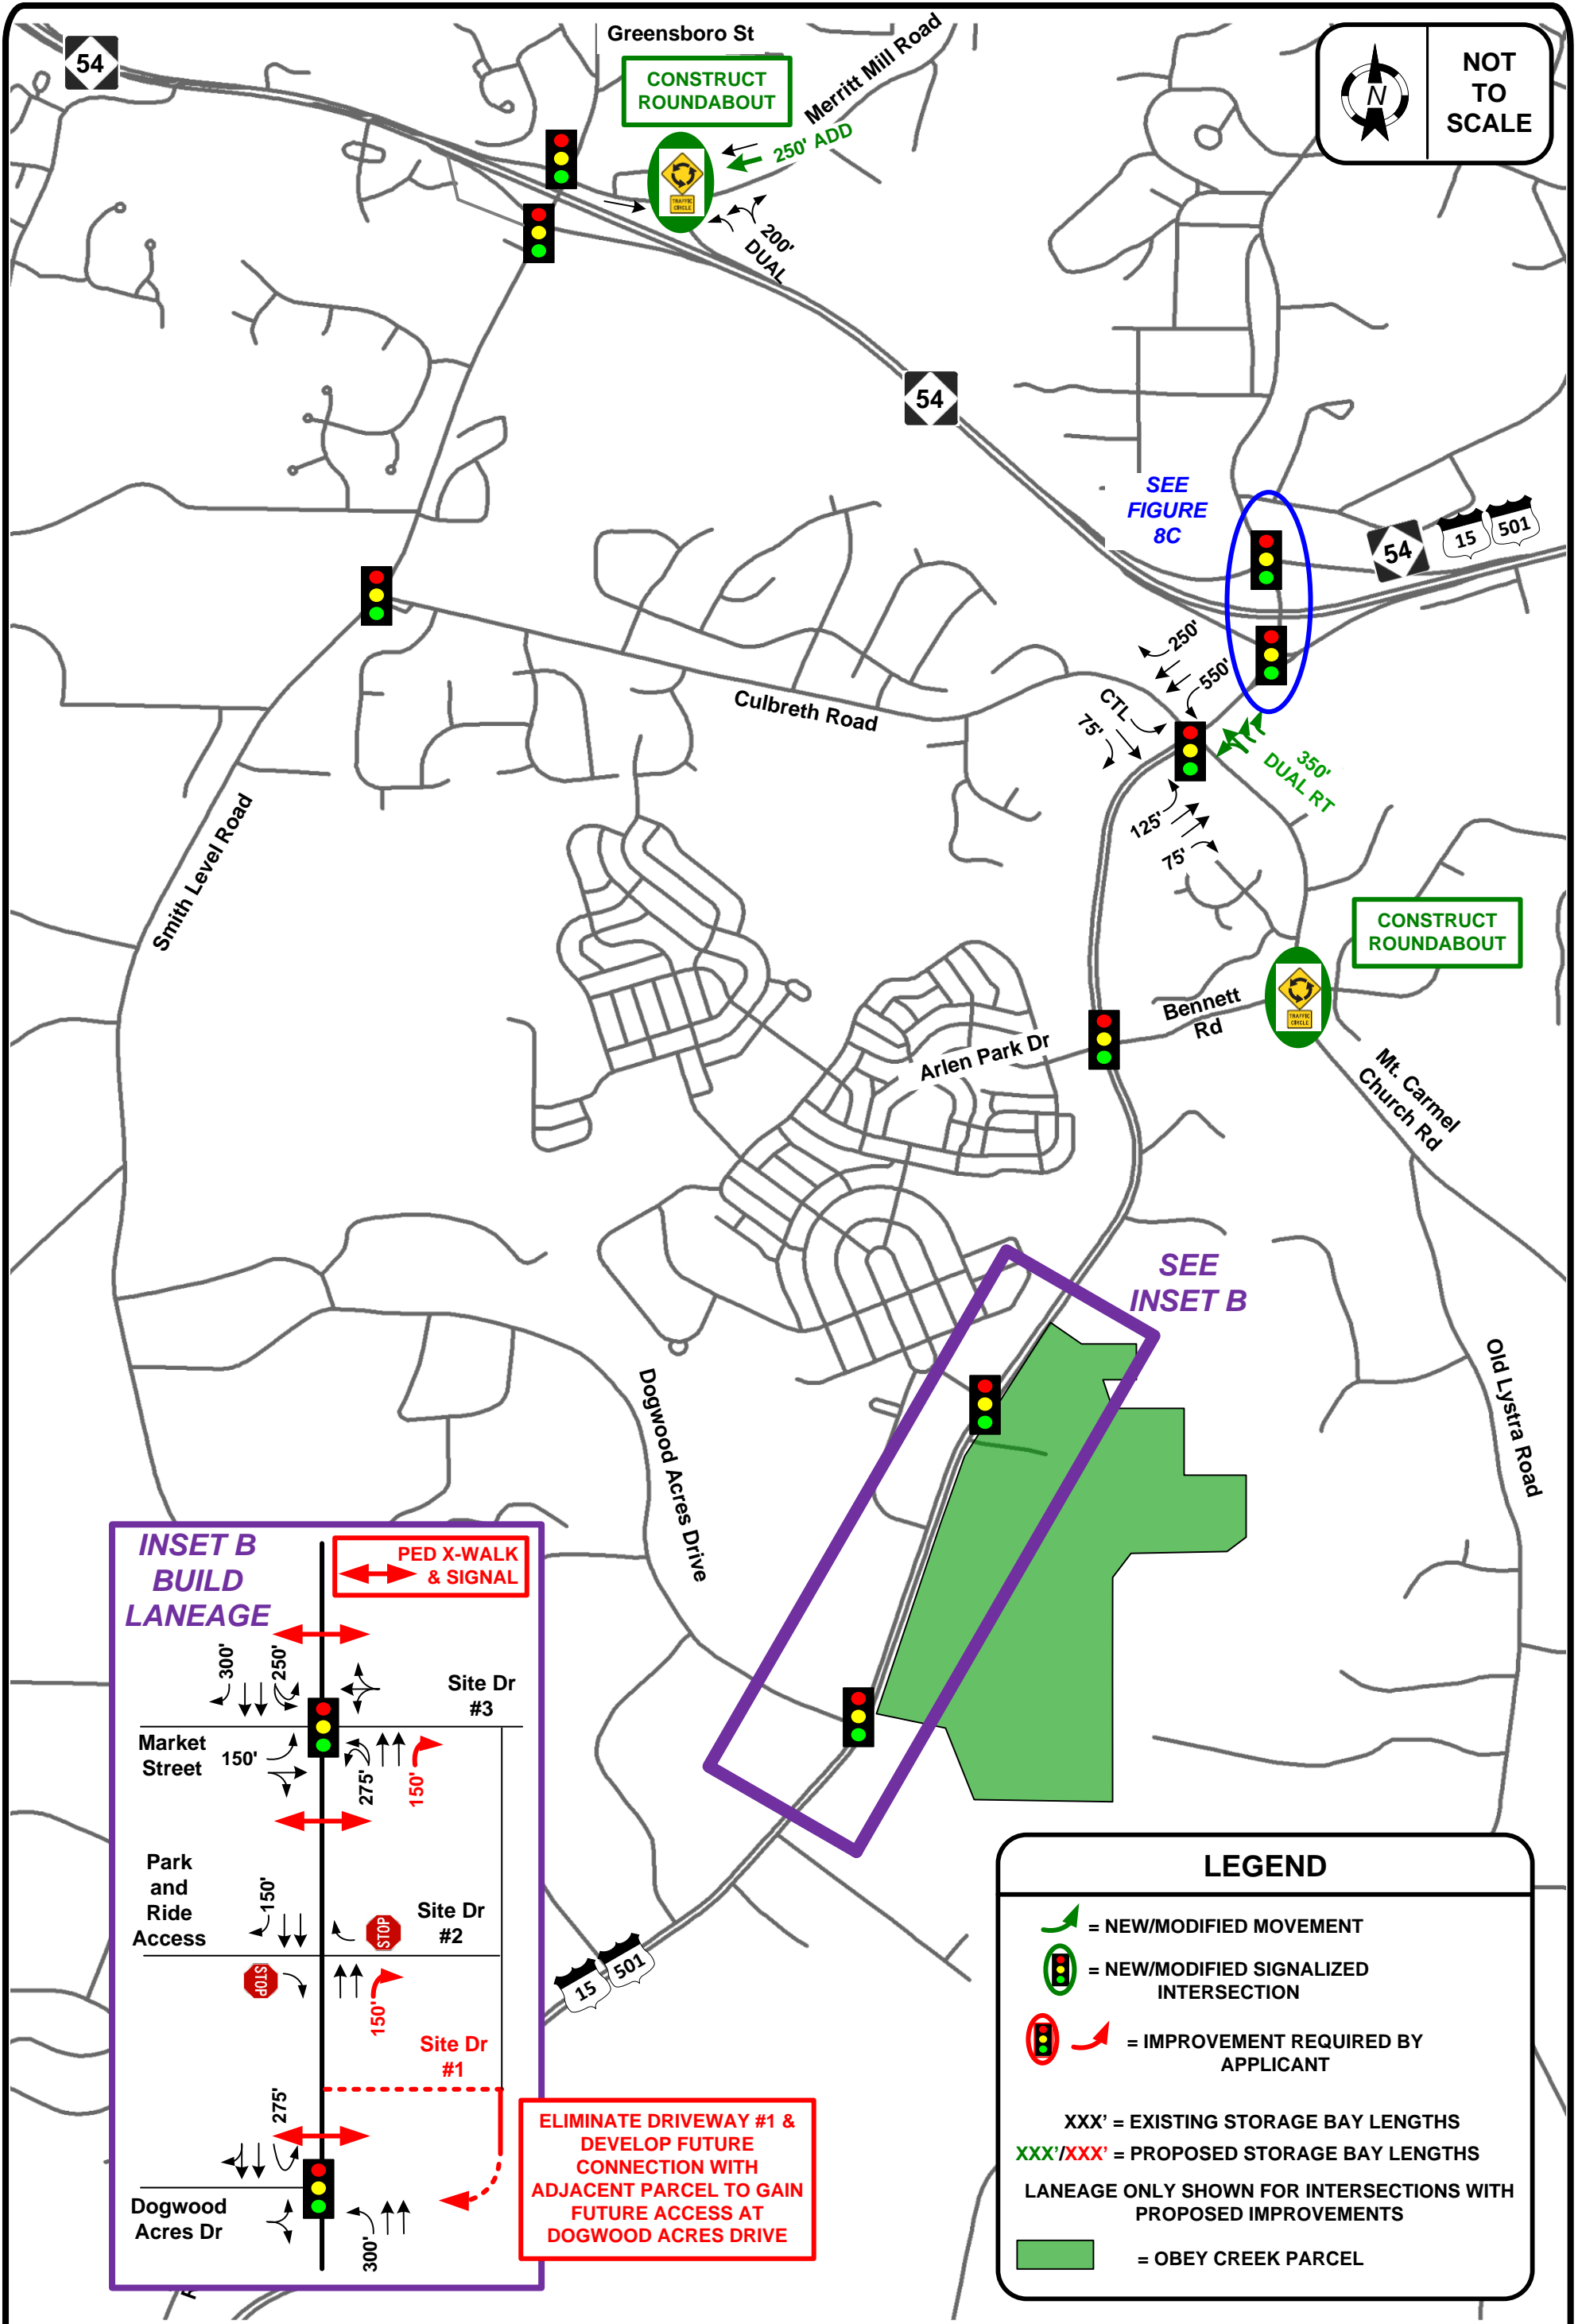 54
Greensboro St
CONSTRUCT
ROUNDABOUT
Merritt Mill Road
250' ADD
TRAFFIC
CIRCLE
200'
DUAL
N
NOT
TO
SCALE
54
SEE
FIGURE
8C
54
15
501
250'
550'
CTL
75'
Culbreth Road
350'
DUAL RT
125'
75'
Smith Level Road
CONSTRUCT
ROUNDABOUT
TRAFFIC
CIRCLE
Bennett
Rd
Arlen Park Dr
Mt. Carmel
Church Rd
SEE
INSET B
Old Lystra Road
Dogwood Acres Drive
INSET B
BUILD
LANEAGE
PED X-WALK
& SIGNAL
300'
250'
Site Dr
#3
Market
Street
150'
275'
150'
Park
and
Ride
Access
150'
STOP
Site Dr
#2
STOP
150'
Site Dr
#1
275'
Dogwood
Acres Dr
300'
15
501
ELIMINATE DRIVEWAY #1 &
DEVELOP FUTURE
CONNECTION WITH
ADJACENT PARCEL TO GAIN
FUTURE ACCESS AT
DOGWOOD ACRES DRIVE
LEGEND
= NEW/MODIFIED MOVEMENT
= NEW/MODIFIED SIGNALIZED
INTERSECTION
= IMPROVEMENT REQUIRED BY
APPLICANT
XXX' = EXISTING STORAGE BAY LENGTHS
XXX'/XXX' = PROPOSED STORAGE BAY LENGTHS
LANEAGE ONLY SHOWN FOR INTERSECTIONS WITH
PROPOSED IMPROVEMENTS
= OBEY CREEK PARCEL